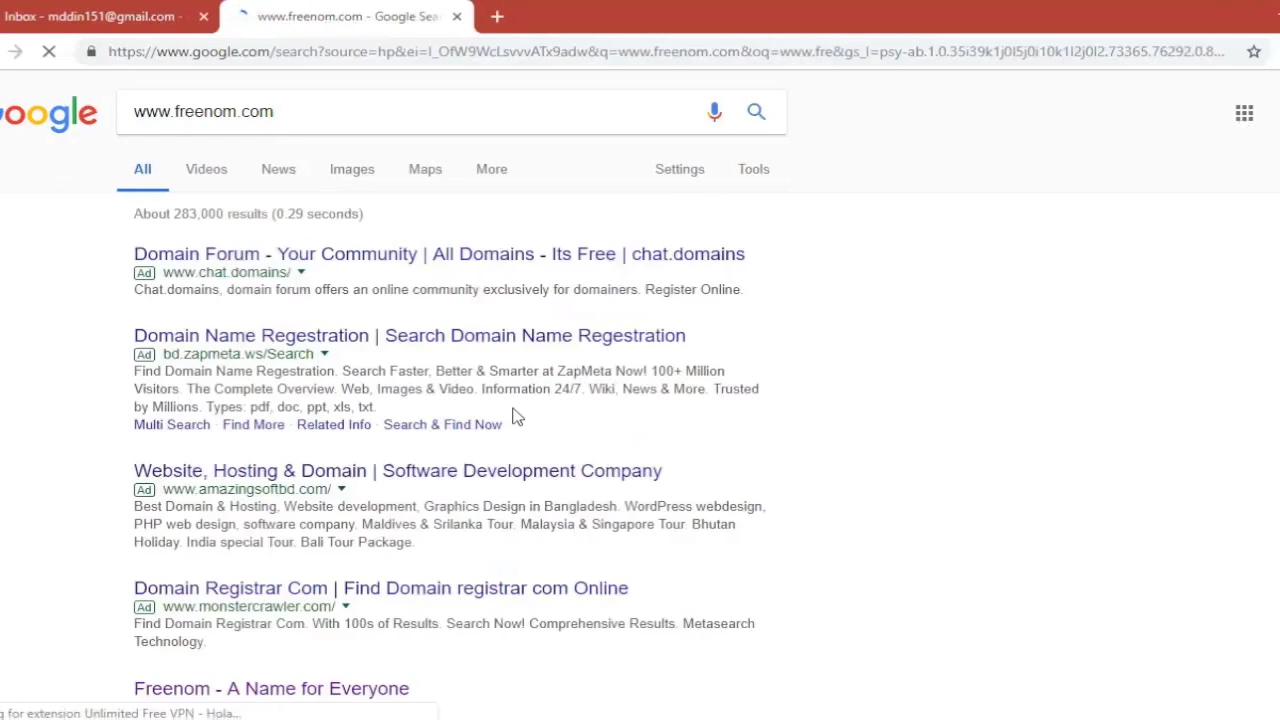 Inbox - mddin151@gmail.com -
www.freenom.com - Google Sea
https://www.google.com/search?source=hp&ei=l_OfW9WcLsvvvATx9adw&q=www.freenom.com&oq=www.fre&gs_l=psy-ab.1.0.35i39k1j0l5j0i10k1l2j0l2.73365.76292.0.8...
oogle
www.freenom.com
All Videos News Images Maps More Settings Tools
About 283,000 results (0.29 seconds)
Domain Forum - Your Community | All Domains - Its Free | chat.domains
Ad www.chat.domains/
Chat.domains, domain forum offers an online community exclusively for domainers. Register Online.
Domain Name Regestration | Search Domain Name Regestration
Ad bd.zapmeta.ws/Search
Find Domain Name Regestration. Search Faster, Better & Smarter at ZapMeta Now! 100+ Million
Visitors. The Complete Overview. Web, Images & Video. Information 24/7. Wiki, News & More. Trusted
by Millions. Types: pdf, doc, ppt, xls, txt.
Multi Search · Find More · Related Info · Search & Find Now
Website, Hosting & Domain | Software Development Company
Ad www.amazingsoftbd.com/
Best Domain & Hosting, Website development, Graphics Design in Bangladesh. WordPress webdesign,
PHP web design, software company. Maldives & Srilanka Tour. Malaysia & Singapore Tour. Bhutan
Holiday. India special Tour. Bali Tour Package.
Domain Registrar Com | Find Domain registrar com Online
Ad www.monstercrawler.com/
Find Domain Registrar Com. With 100s of Results. Search Now! Comprehensive Results. Metasearch
Technology.
Freenom - A Name for Everyone
g for extension Unlimited Free VPN - Hola...